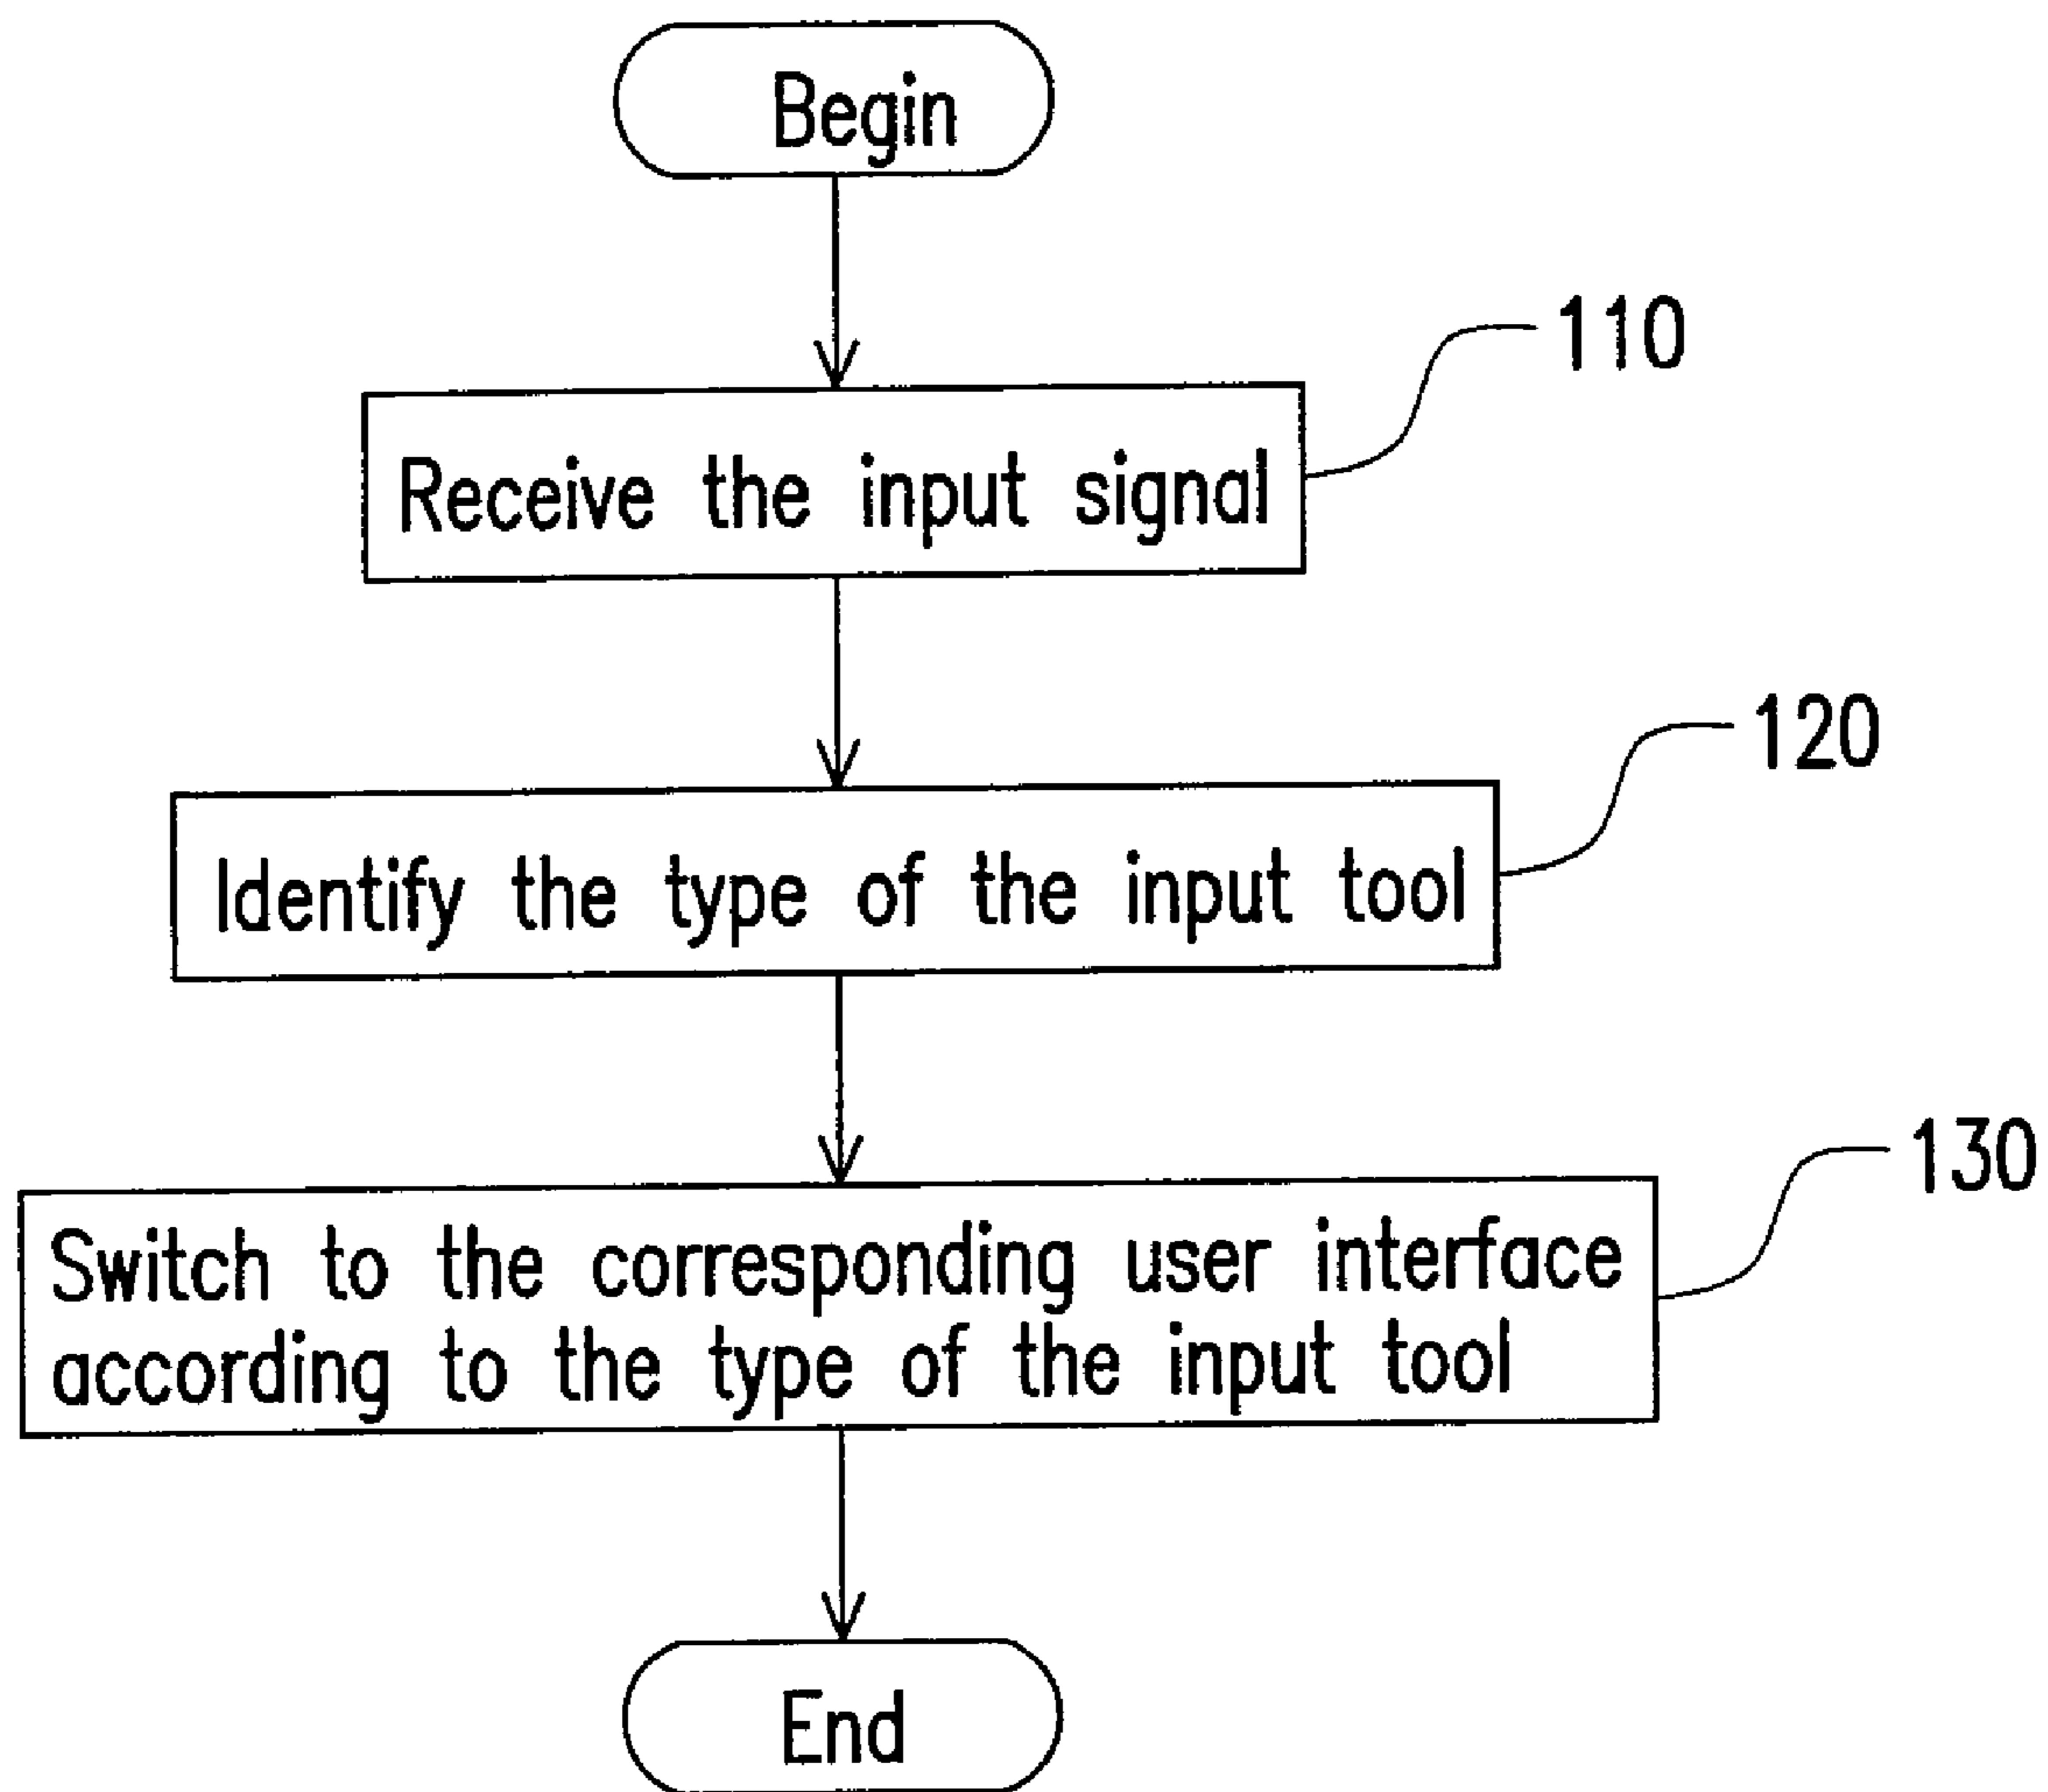 Begin
110
Receive the input signal
120
Identify the type of the input tool
130
Switch to the corresponding user interface
according to the type of the input tool
End